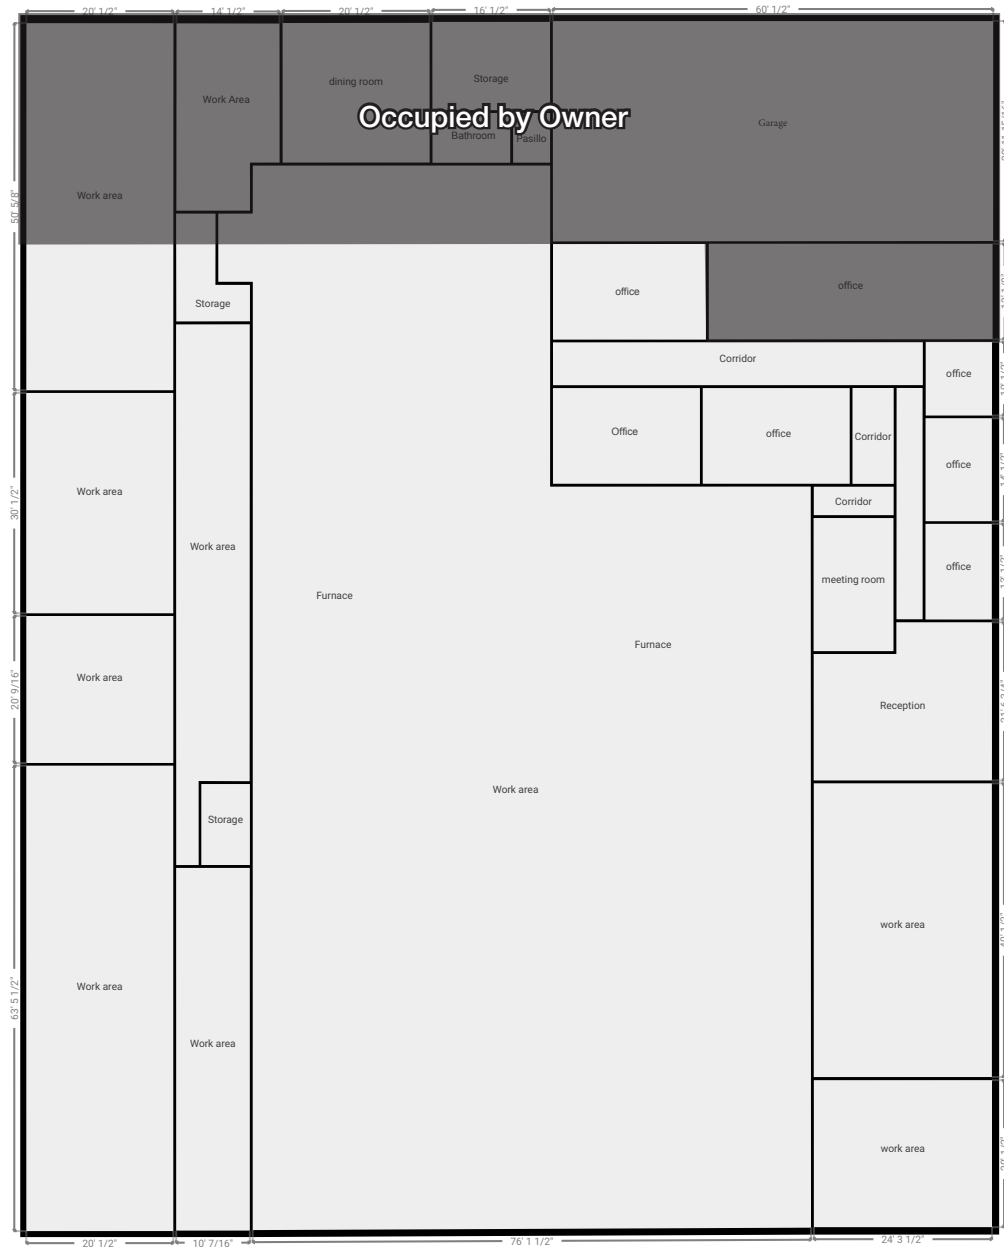 20' 1/2"
14' 1/2"
20' 1/2"
16' 1/2"
60' 1/2"
Work Area
dining room
Storage
Garage
Occupied by Owner
Bathroom
Pasillo
Work area
50' 5/8"
Storage
office
office
Corridor
office
Office
office
Corridor
office
Work area
30' 1/2"
Corridor
Work area
meeting room
office
Furnace
Furnace
Work area
20' 9/16"
Reception
Work area
Storage
work area
Work area
63' 5 1/2"
Work area
work area
20' 1/2"
10' 7/16"
76' 1 1/2"
24' 3 1/2"